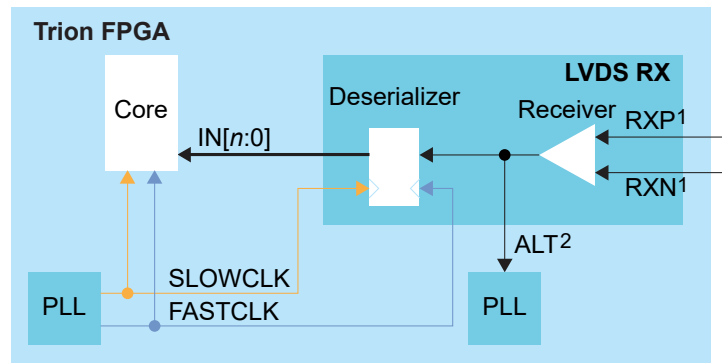 Trion FPGA
LVDS RX
Deserializer
Receiver
Core
IN[n:0]
RXP1
RXN1
ALT2
SLOWCLK
PLL
FASTCLK
PLL